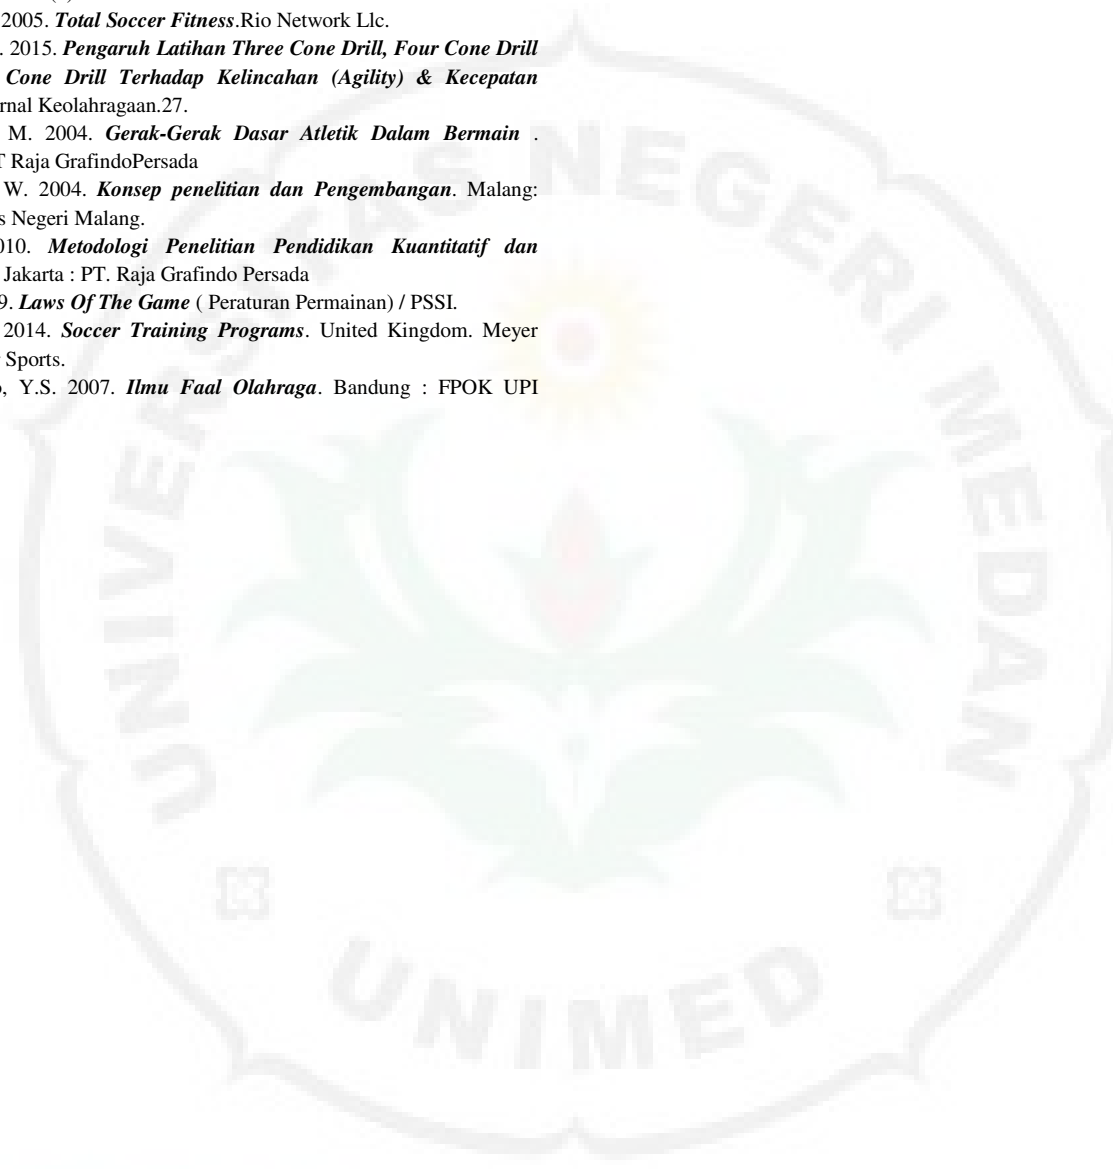 2005. Total Soccer Fitness.Rio Network Llc.
. 2015. Pengaruh Latihan Three Cone Drill, Four Cone Drill
Cone Drill Terhadap Kelincahan (Agility) & Kecepatan
rnal Keolahragaan.27.
M. 2004. Gerak-Gerak Dasar Atletik Dalam Bermain .
T Raja GrafindoPersada
W. 2004. Konsep penelitian dan Pengembangan. Malang:
s Negeri Malang.
010. Metodologi Penelitian Pendidikan Kuantitatif dan
Jakarta : PT. Raja Grafindo Persada
9. Laws Of The Game ( Peraturan Permainan) / PSSI.
2014. Soccer Training Programs. United Kingdom. Meyer
Sports.
o, Y.S. 2007. Ilmu Faal Olahraga. Bandung : FPOK UPI
UNIVERSITAS NEGERI MEDAN
UNIMED